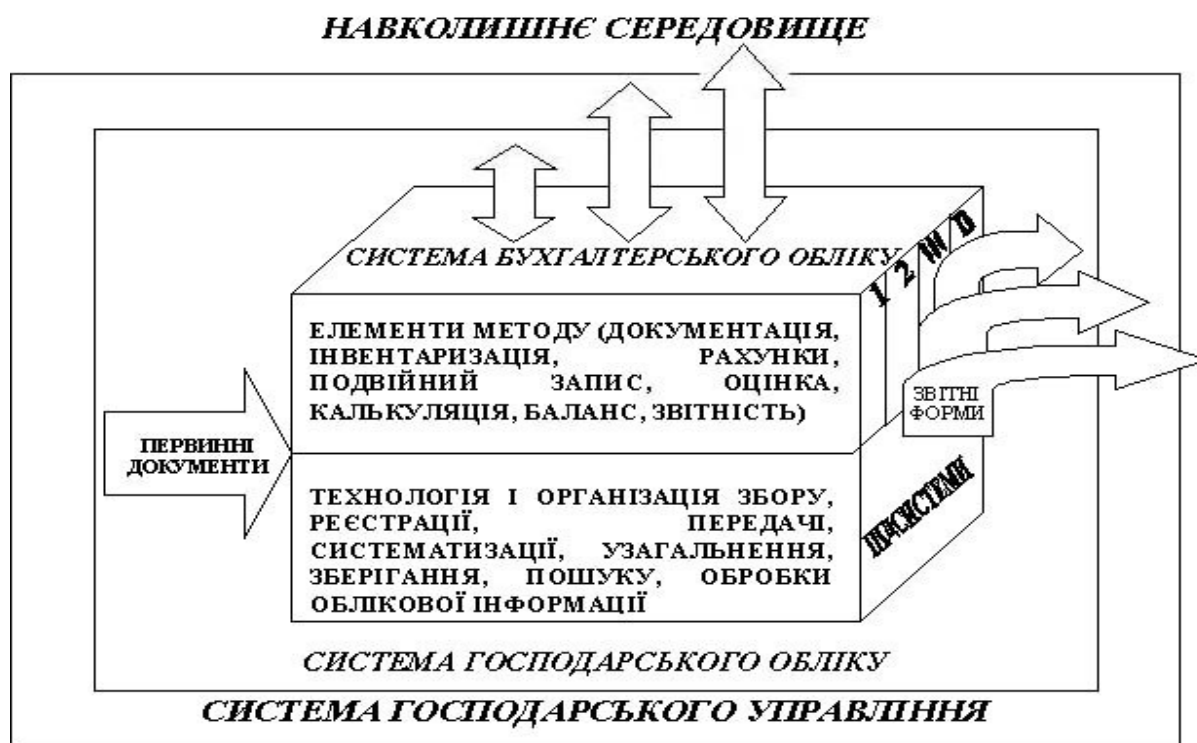 НАВКОЛИШНЄ СЕРЕДОВИЩЕ
СИСТЕМА БУХГАЛТЕРСЬКОГО ОБЛІКУ
1 2
ЕЛЕМЕНТИ МЕТОДУ (ДОКУМЕНТАЦІЯ,
ІНВЕНТАРИЗАЦІЯ, РАХУНКИ,
ПОДВІЙНИЙ ЗАПИС, ОЦІНКА,
КАЛЬКУЛЯЦІЯ, БАЛАНС, ЗВІТНІСТЬ)
ЗВІТНІ
ФОРМИ
ПЕРВИННІ
ДОКУМЕНТИ
ТЕХНОЛОГІЯ І ОРГАНІЗАЦІЯ ЗБОРУ,
РЕЄСТРАЦІЇ, ПЕРЕДАЧІ,
СИСТЕМАТИЗАЦІЇ, УЗАГАЛЬНЕННЯ,
ЗБЕРІГАННЯ, ПОШУКУ, ОБРОБКИ
ОБЛІКОВОЇ ІНФОРМАЦІЇ
СИСТЕМА ГОСПОДАРСЬКОГО ОБЛІКУ
СИСТЕМА ГОСПОДАРСЬКОГО УПРАВЛІННЯ